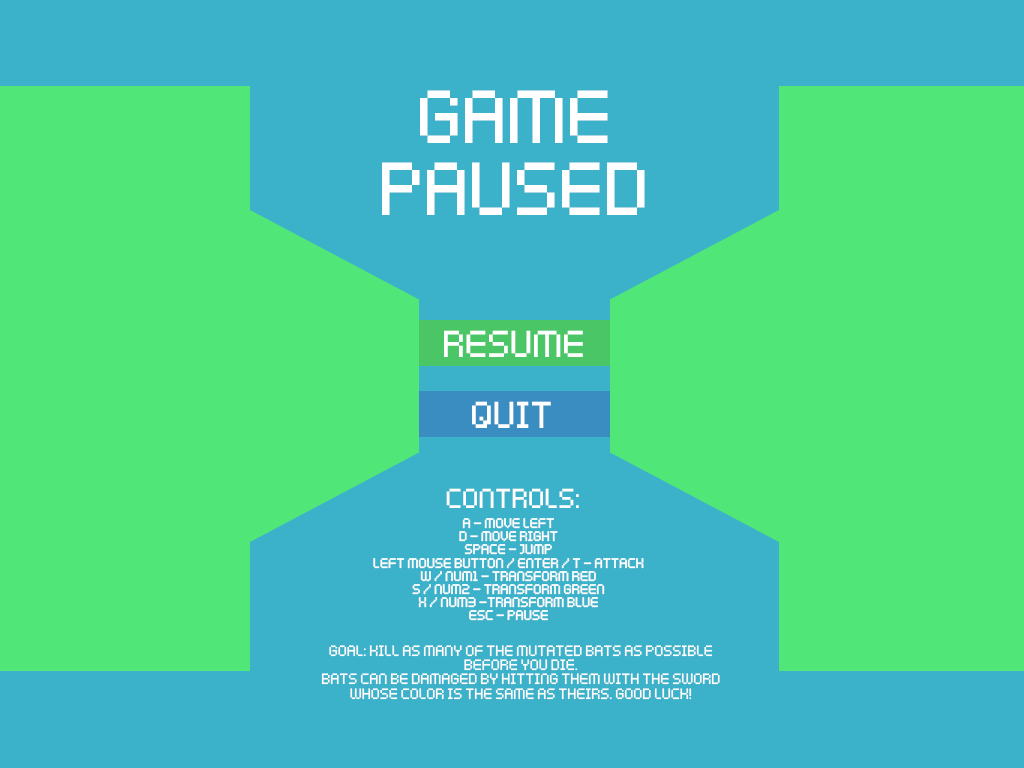 GAME
PAUSED
RESUME
QUIT
CONTROLS:
A - MOVE LEFT
D - MOVE RIGHT
SPACE - JUMP
LEFT MOUSE BUTTON / ENTER / T - ATTACK
W / NUM1 - TRANSFORM RED
S / NUM2 - TRANSFORM GREEN
X / NUM3 -TRANSFORM BLUE
ESC - PAUSE
GOAL: KILL AS MANY OF THE MUTATED BATS AS POSSIBLE
BEFORE YOU DIE.
BATS CAN BE DAMAGED BY HITTING THEM WITH THE SWORD
WHOSE COLOR IS THE SAME AS THEIRS. GOOD LUCK!